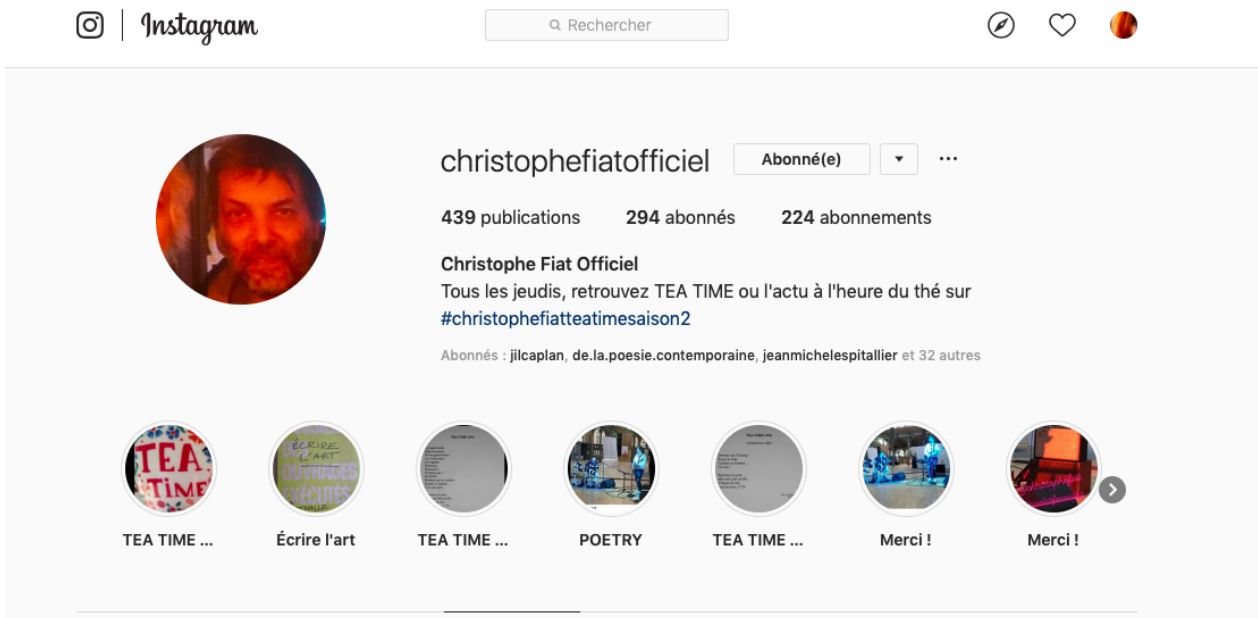 Instagram
Rechercher
christophefiatofficiel Abonné(e)
439 publications 294 abonnés 224 abonnements
Christophe Fiat Officiel
Tous les jeudis, retrouvez TEA TIME ou l'actu à l'heure du thé sur
#christophefiatteatimesaison2
Abonnés : jilcaplan, de.la.poesie.contemporaine, jeanmichelespitallier et 32 autres
TEA
TIME
ÉCRIRE
L'ART
OUVRAGES
EXÉCUTÉS
TEA TIME ... Écrire l'art TEA TIME ... POETRY TEA TIME ... Merci ! Merci !